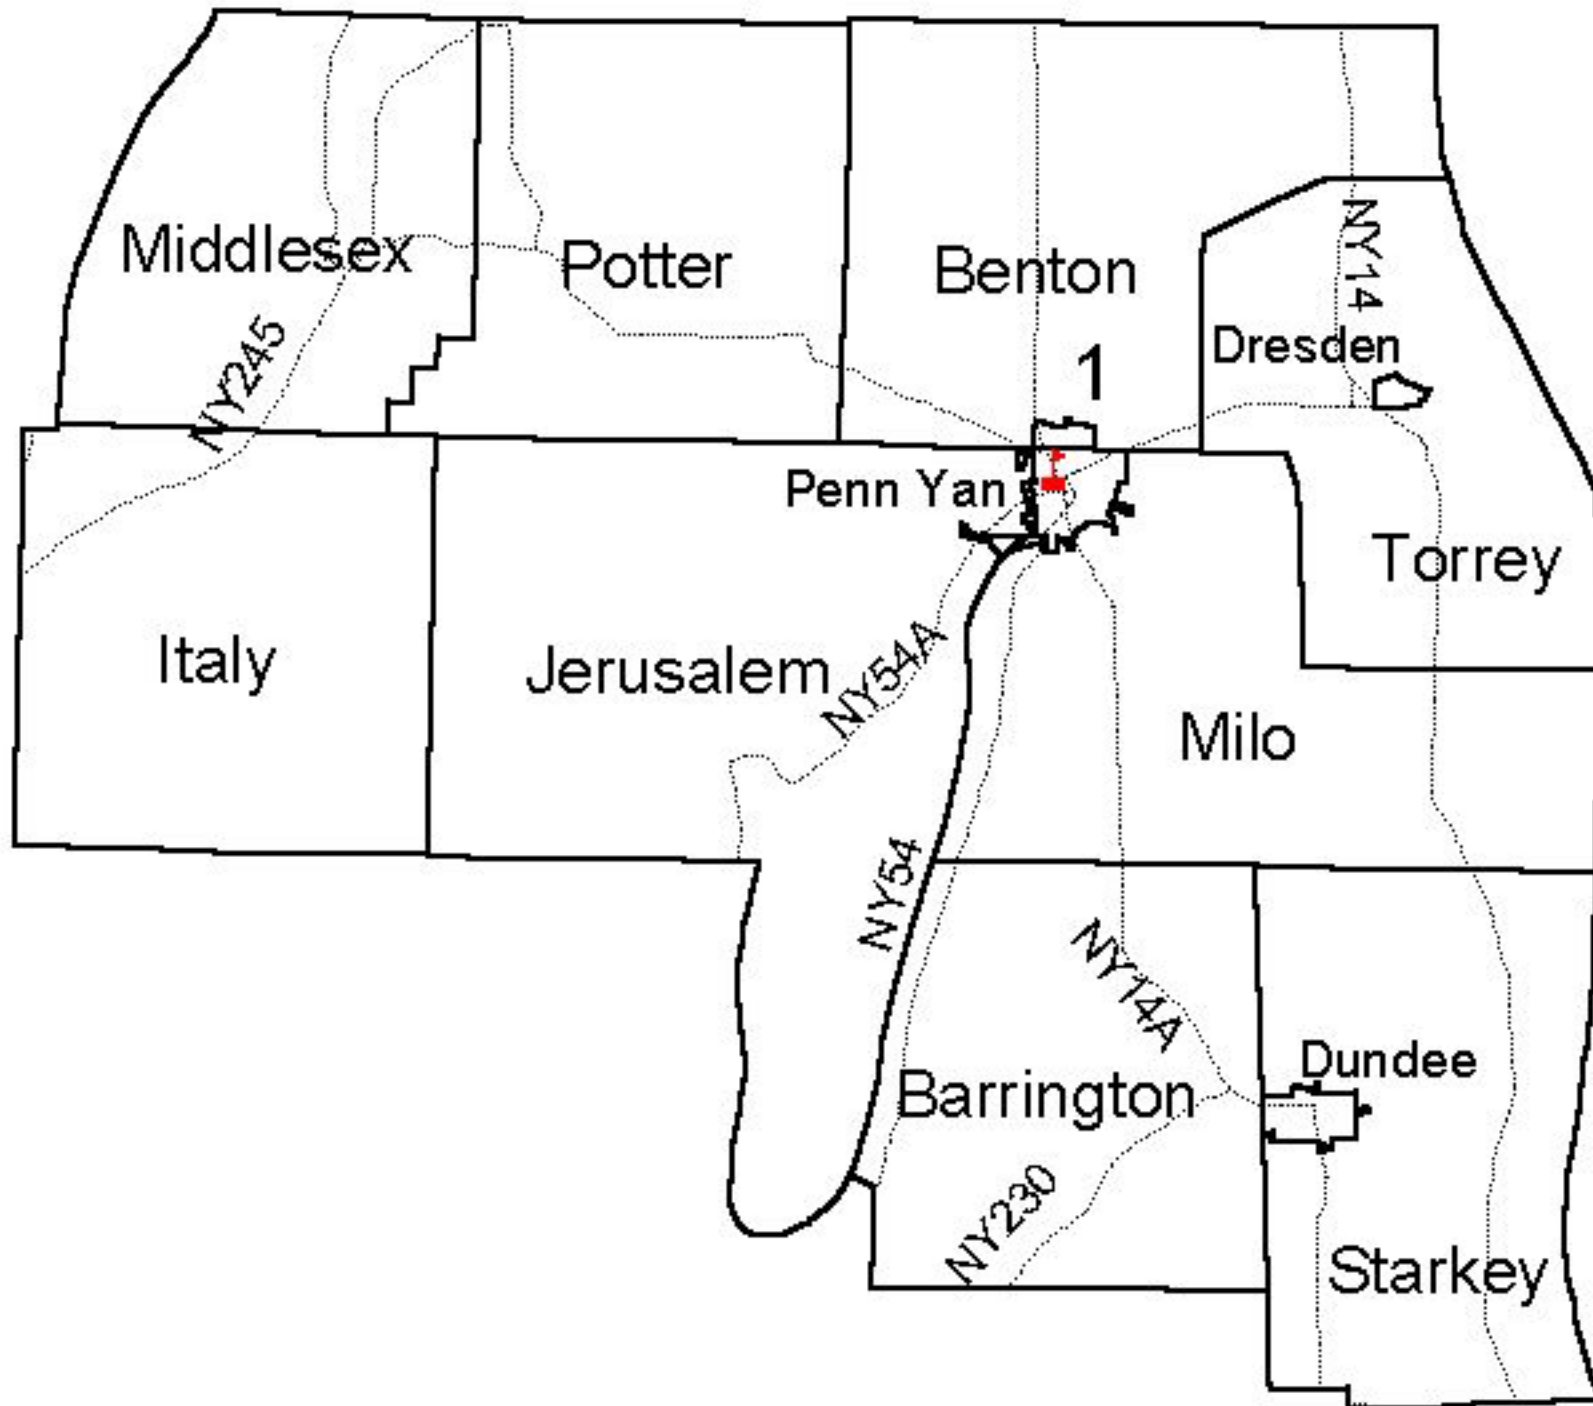 Middlesex
Potter
Benton
NY14
NY245
Dresden
1
Penn Yan
Torrey
Italy
Jerusalem
NY54A
Milo
NY54
NY14A
Dundee
Barrington
NY230
Starkey